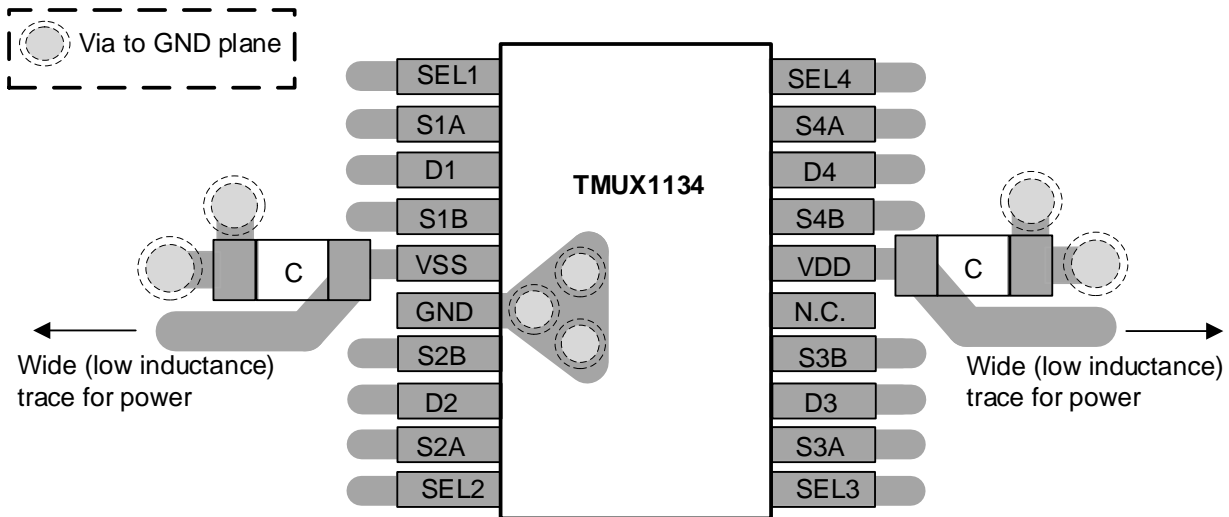 Via to GND plane
SEL1
S1A
D1
S1B
VSS
GND
S2B
D2
S2A
SEL2
C
Wide (low inductance)
trace for power
TMUX1134
SEL4
S4A
D4
S4B
VDD
N.C.
S3B
D3
S3A
SEL3
C
Wide (low inductance)
trace for power